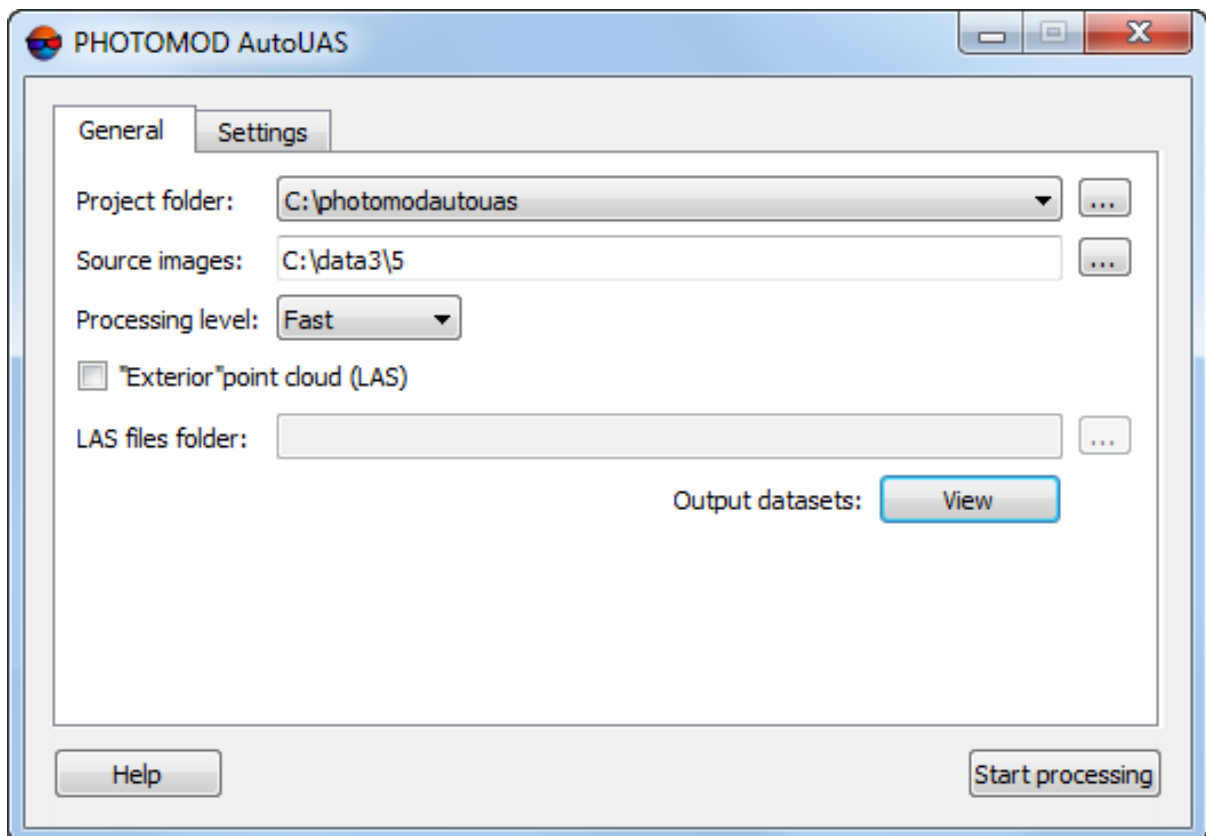 PHOTOMOD AutoUAS
General Settings
Project folder: C:\photomodautouas ...
Source images: C:\data3\5 ...
Processing level: Fast
"Exterior"point cloud (LAS)
LAS files folder: ...
Output datasets: View
Help Start processing